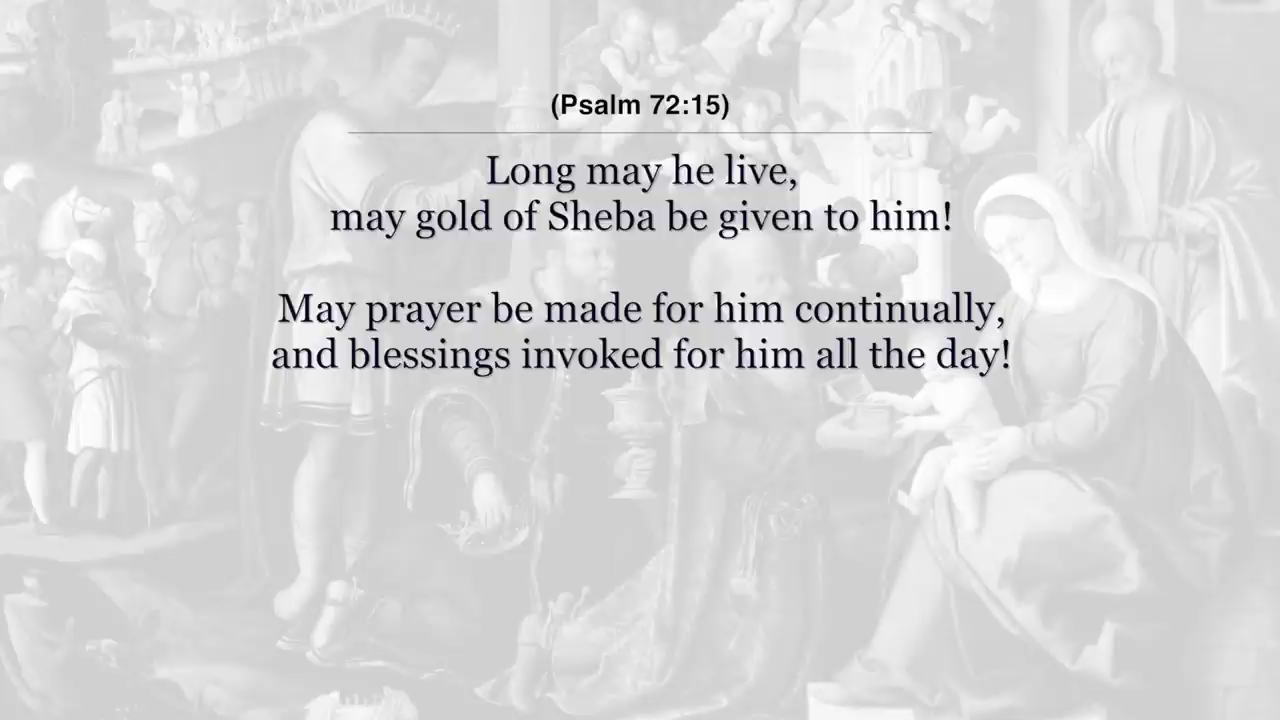 (Psalm 72:15)
Long may he live,
may gold of Sheba be given to him!
May prayer be made for him continually,
and blessings invoked for him all the day!